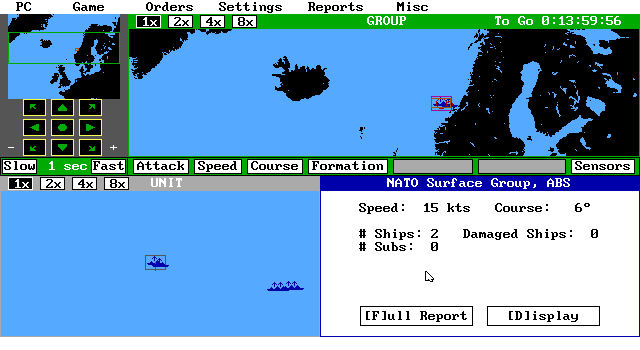 PC Game Orders Settings Reports Misc
1x 2x 4x 8x GROUP To Go 0:13:59:56
- +
Slow 1 sec Fast Attack Speed Course Formation Sensors
1x 2x 4x 8x UNIT NATO Surface Group, ABS
Speed: 15 kts Course: 6°
# Ships: 2 Damaged Ships: 0
# Subs: 0
[F]ull Report [D]isplay